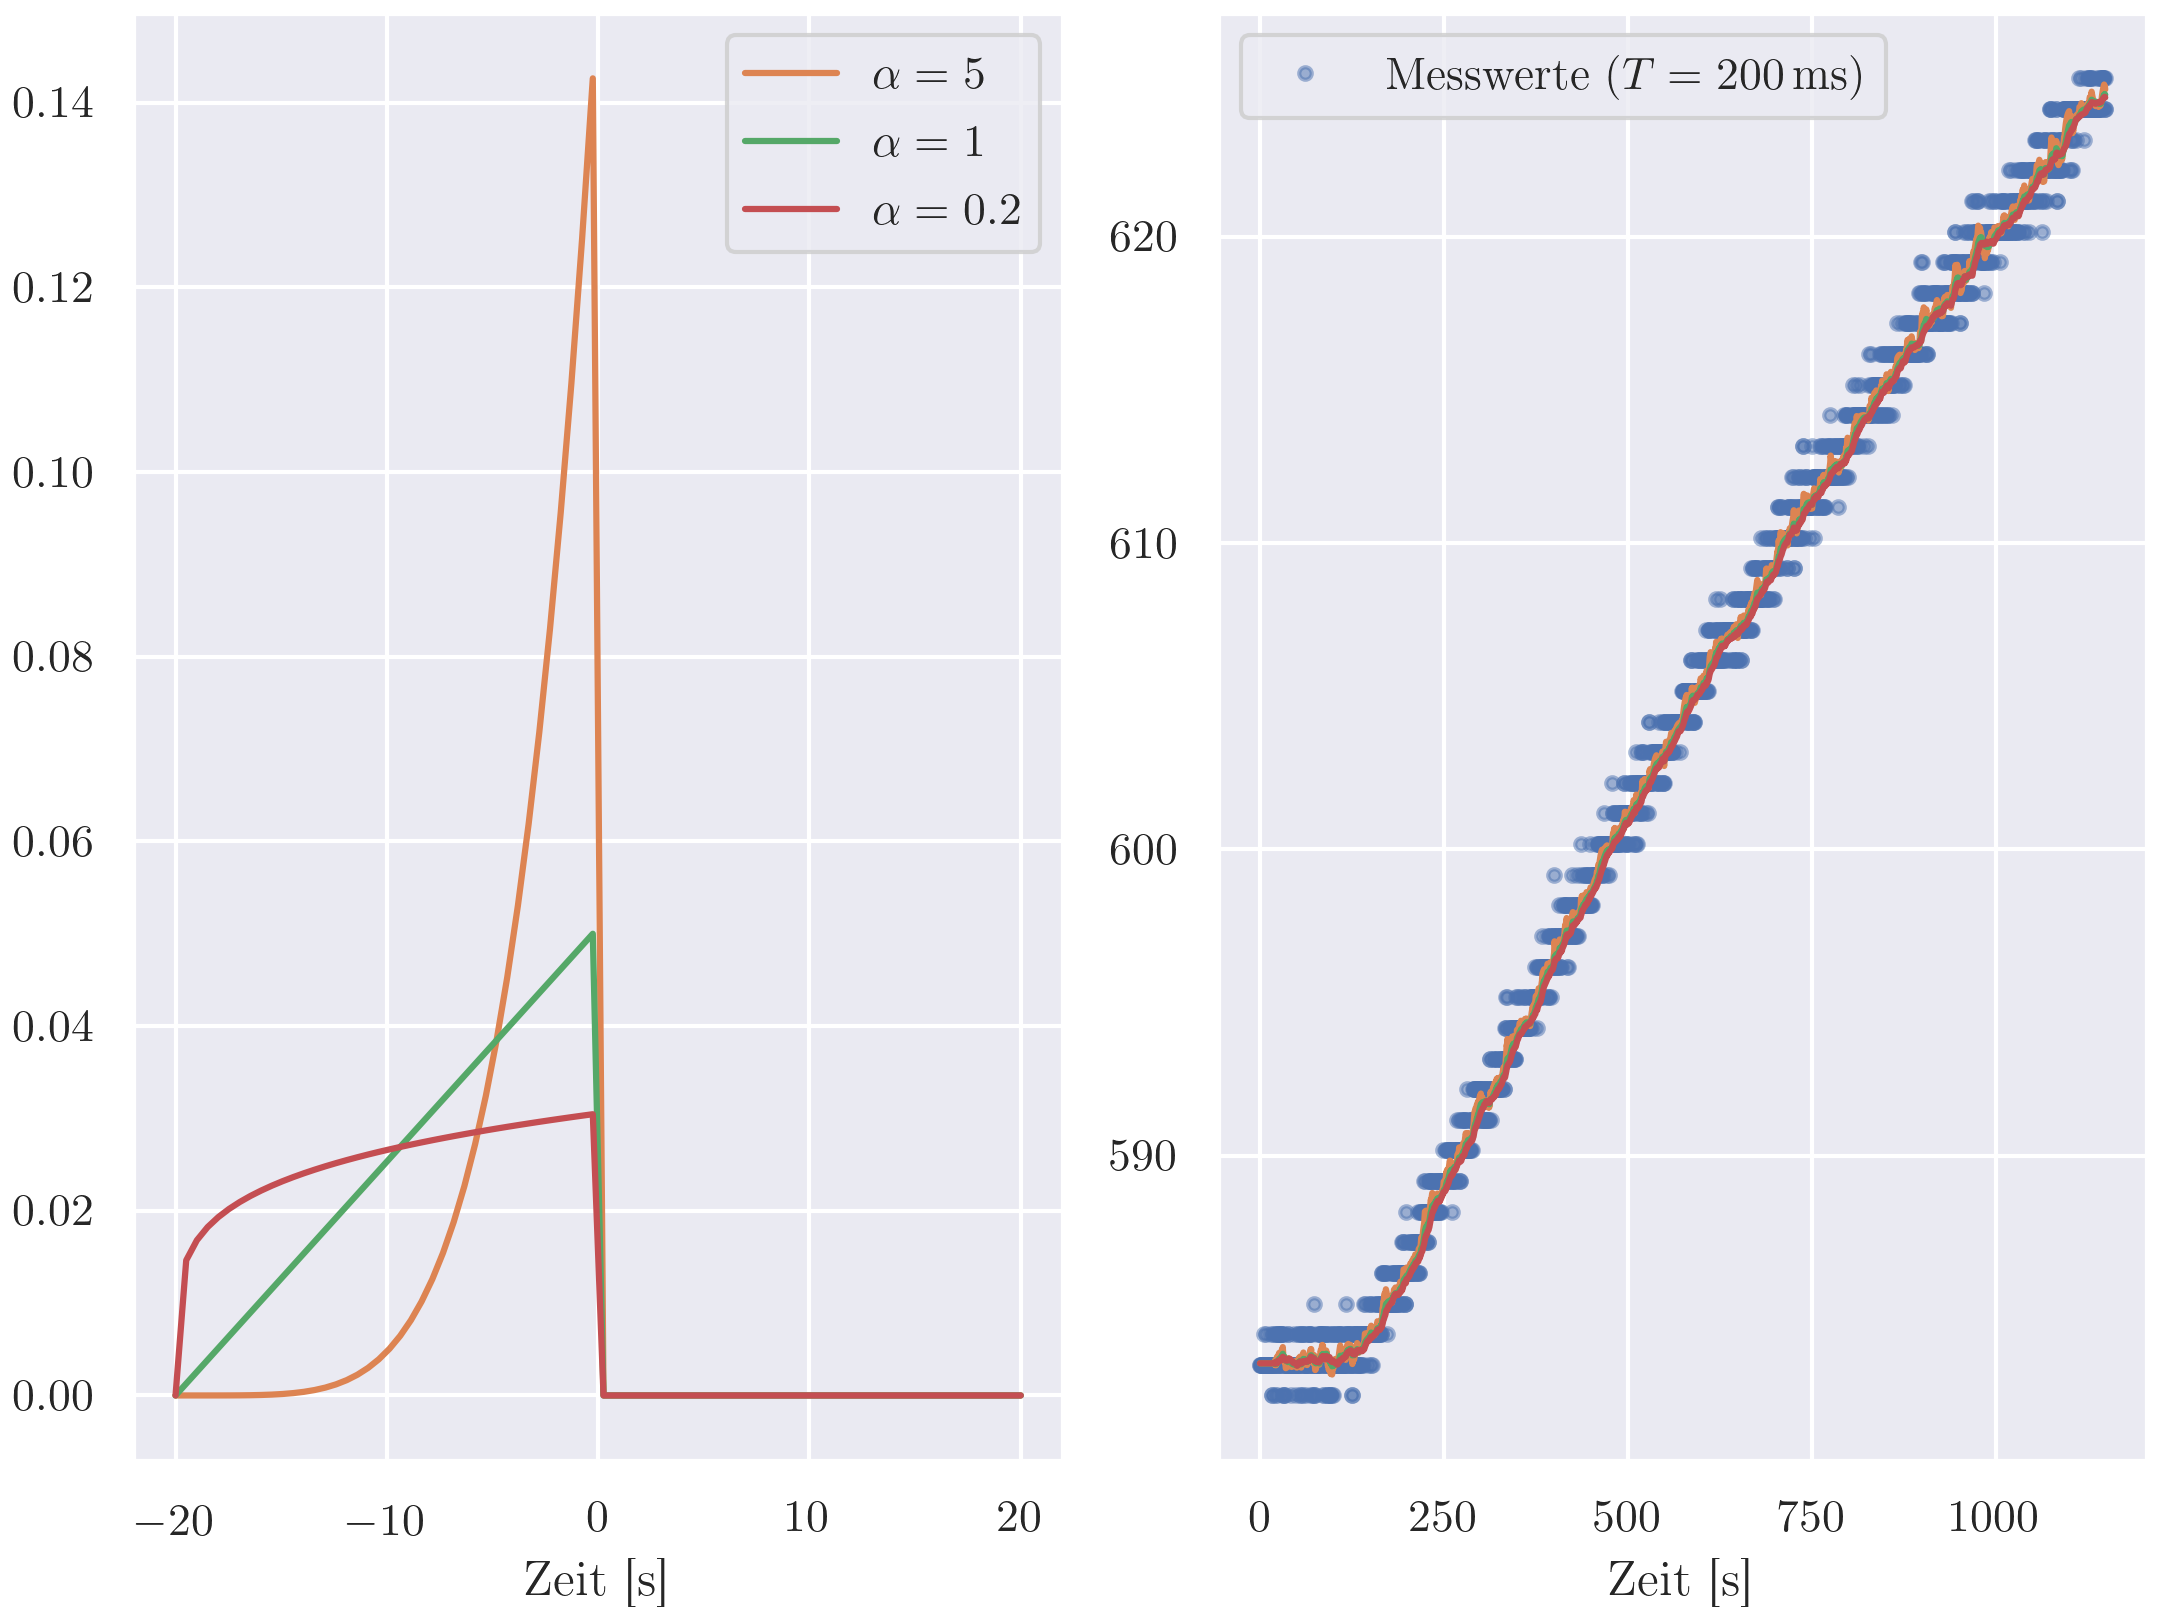 α = 5
α = 1
α = 0.2
0.14
0.12
0.10
0.08
0.06
0.04
0.02
0.00
−20 −10 0 10 20
Zeit [s]
Messwerte (T = 200 ms)
620
610
600
590
0 250 500 750 1000
Zeit [s]